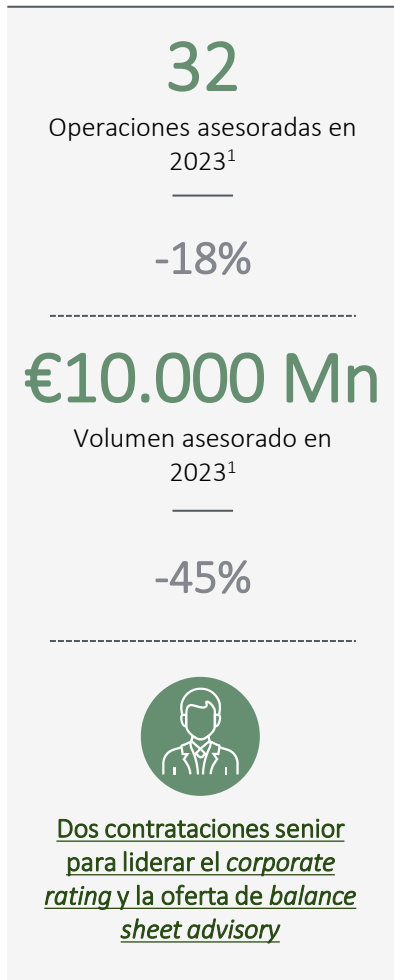 32
Operaciones asesoradas en
2023¹
-18%
€10.000 Mn
Volumen asesorado en
2023¹
-45%
Dos contrataciones senior
para liderar el corporate
rating y la oferta de balance
sheet advisory